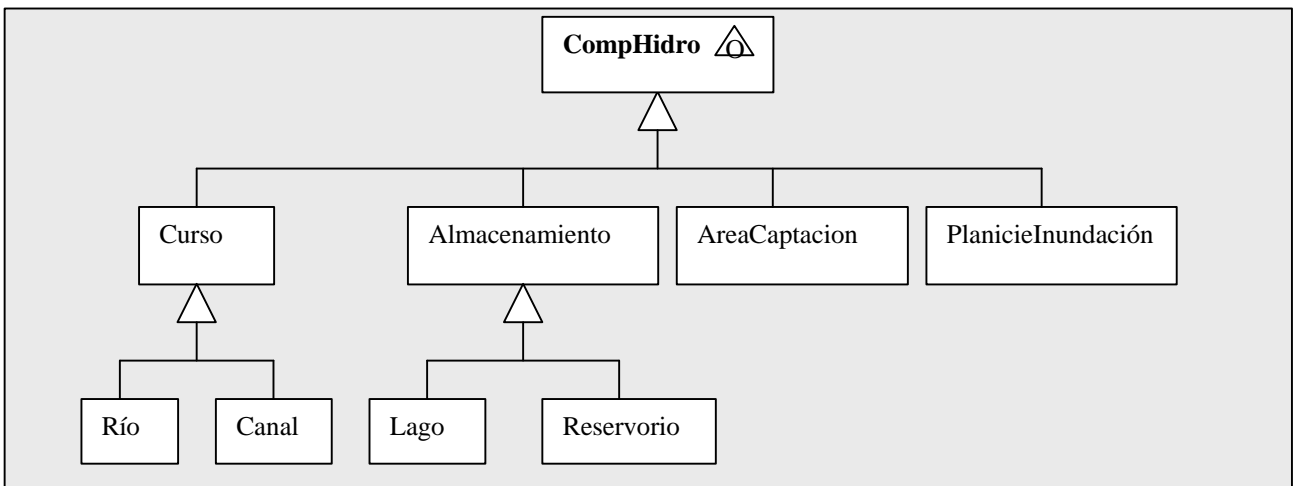 CompHidro O
Curso Almacenamiento AreaCaptacion PlanicieInundación
Río Canal Lago Reservorio